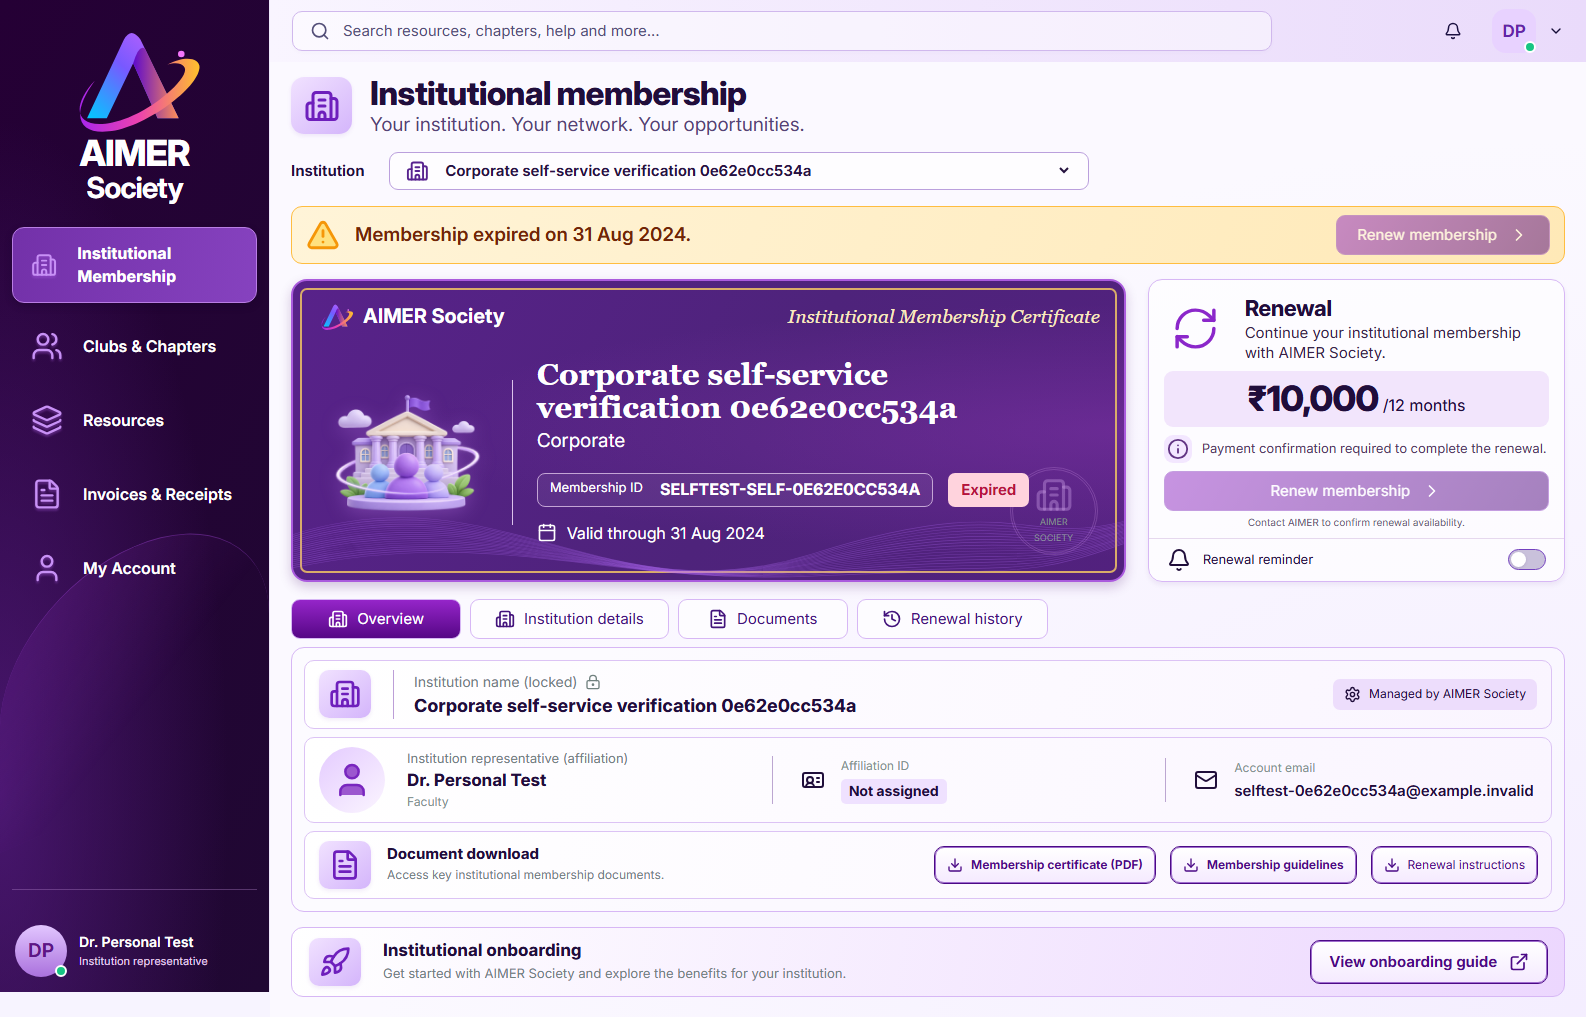 AIMER
Society
Institutional
Membership
Clubs & Chapters
Resources
Invoices & Receipts
My Account
DP
Dr. Personal Test
Institution representative
Search resources, chapters, help and more...
DP
Institutional membership
Your institution. Your network. Your opportunities.
Institution
Corporate self-service verification 0e62e0cc534a
Membership expired on 31 Aug 2024.
Renew membership
AIMER Society
Institutional Membership Certificate
Corporate self-service
verification 0e62e0cc534a
Corporate
Membership ID SELFTEST-SELF-0E62E0CC534A
Expired
Valid through 31 Aug 2024
AIMER
SOCIETY
Renewal
Continue your institutional membership
with AIMER Society.
₹10,000 /12 months
Payment confirmation required to complete the renewal.
Renew membership
Contact AIMER to confirm renewal availability.
Renewal reminder
Overview
Institution details
Documents
Renewal history
Institution name (locked)
Corporate self-service verification 0e62e0cc534a
Managed by AIMER Society
Institution representative (affiliation)
Dr. Personal Test
Faculty
Affiliation ID
Not assigned
Account email
selftest-0e62e0cc534a@example.invalid
Document download
Access key institutional membership documents.
Membership certificate (PDF)
Membership guidelines
Renewal instructions
Institutional onboarding
Get started with AIMER Society and explore the benefits for your institution.
View onboarding guide